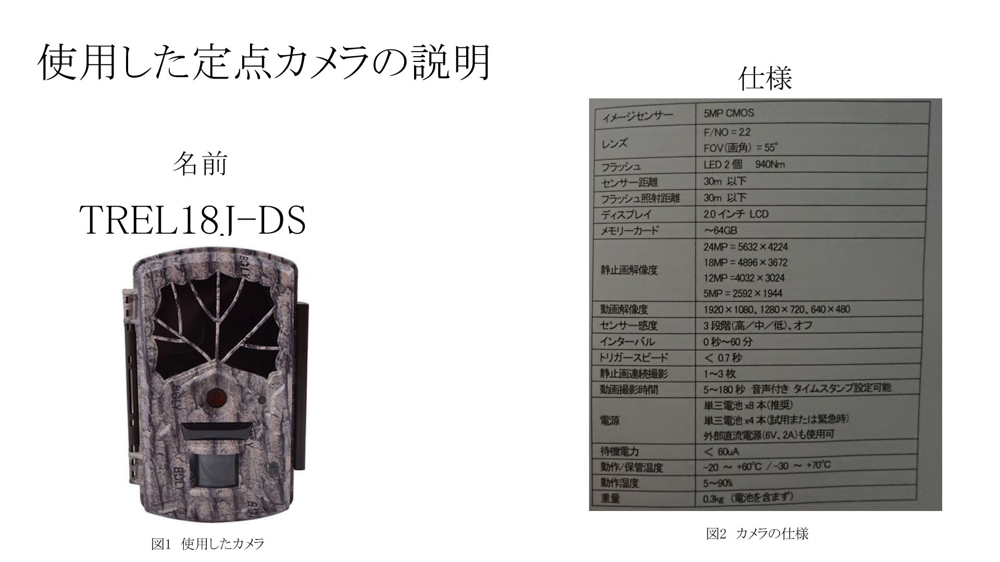 使用した定点カメラの説明
名前
TREL18J-DS
BGLY
BGLY
BGLY
図1 使用したカメラ
仕様
イメージセンサー 5MP CMOS
レンズ F/NO = 2.2
FOV(画角) = 55°
フラッシュ LED 2 個 940Nm
センサー距離 30m 以下
フラッシュ照射距離 30m 以下
ディスプレイ 2.0 インチ LCD
メモリーカード ～64GB
静止画解像度 24MP = 5632×4224
18MP = 4896×3672
12MP =4032×3024
5MP = 2592×1944
動画解像度 1920×1080、1280×720、640×480
センサー感度 3 段階(高／中／低)、オフ
インターバル 0 秒～60 分
トリガースピード ＜ 0.7 秒
静止画連続撮影 1～3 枚
動画撮影時間 5～180 秒 音声付き タイムスタンプ設定可能
電源 単三電池 x8 本(推奨)
単三電池 x4 本(試用または緊急時)
外部直流電源(6V、2A)も使用可
待機電力 ＜ 60uA
動作/保管温度 -20 ～ +60℃ / -30 ～ +70℃
動作湿度 5～90%
重量 0.3kg (電池を含まず)
図2 カメラの仕様